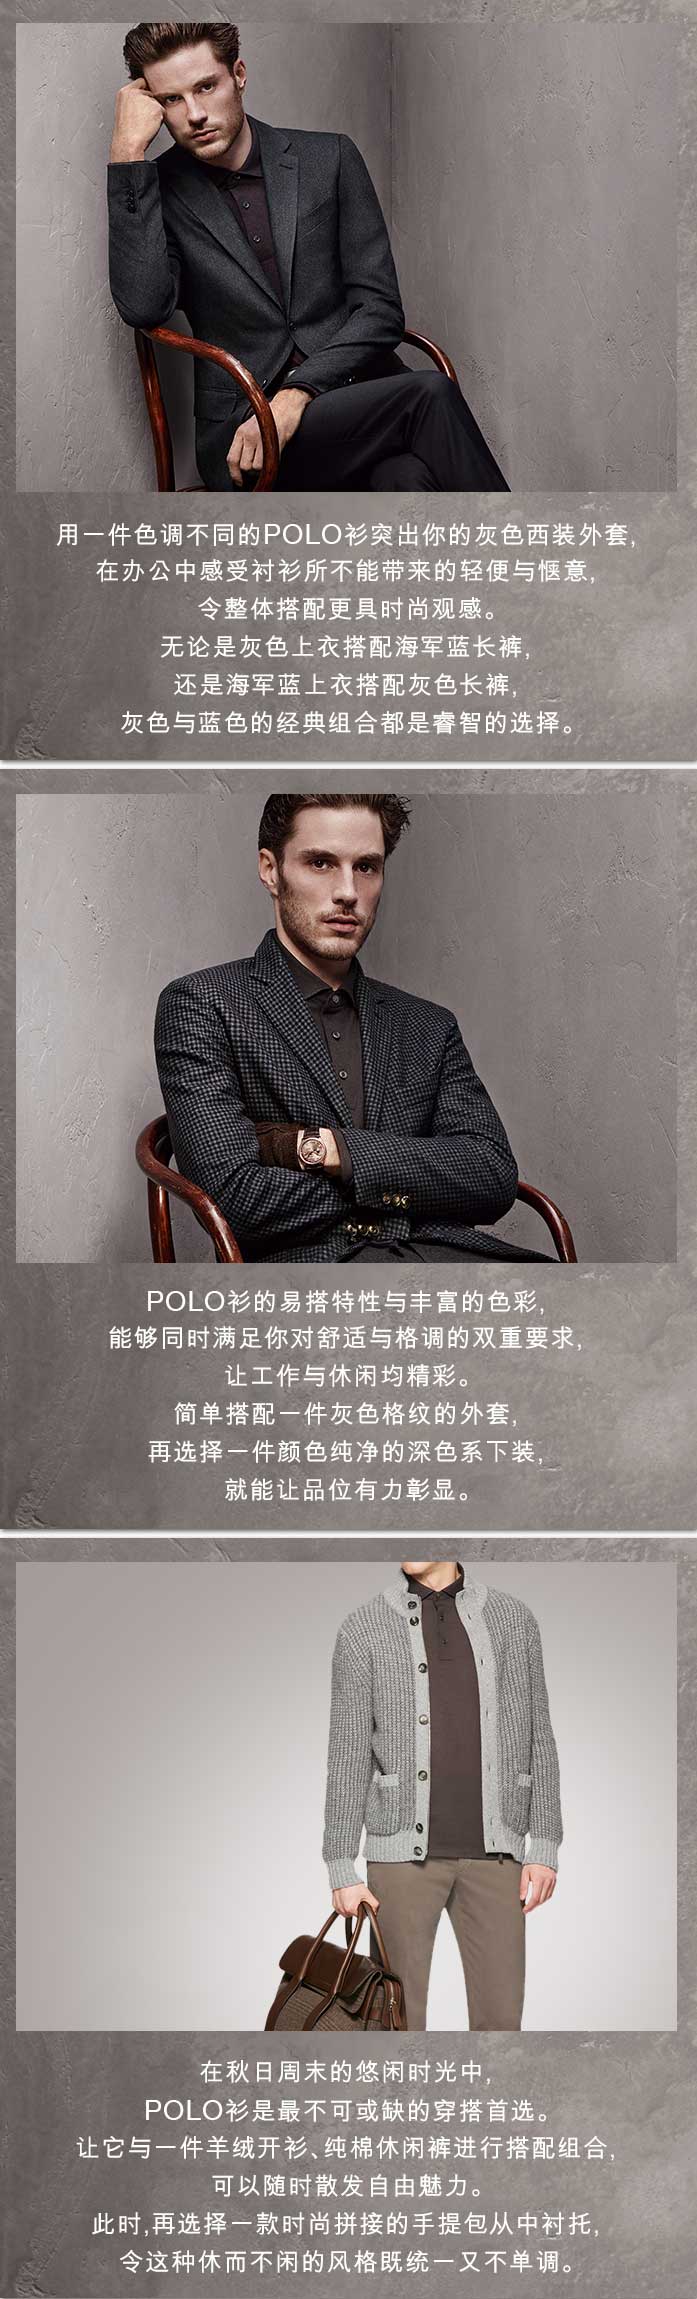 用一件色调不同的POLO衫突出你的灰色西装外套,
在办公中感受衬衫所不能带来的轻便与惬意,
令整体搭配更具时尚观感。
无论是灰色上衣搭配海军蓝长裤,
还是海军蓝上衣搭配灰色长裤,
灰色与蓝色的经典组合都是睿智的选择。
POLO衫的易搭特性与丰富的色彩,
能够同时满足你对舒适与格调的双重要求,
让工作与休闲均精彩。
简单搭配一件灰色格纹的外套,
再选择一件颜色纯净的深色系下装,
就能让品位有力彰显。
在秋日周末的悠闲时光中,
POLO衫是最不可或缺的穿搭首选。
让它与一件羊绒开衫、纯棉休闲裤进行搭配组合,
可以随时散发自由魅力。
此时,再选择一款时尚拼接的手提包从中衬托,
令这种休而不闲的风格既统一又不单调。